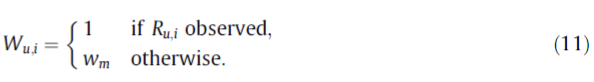 W_{u,i} = { 1 if R_{u,i} observed,
w_m otherwise. (11)